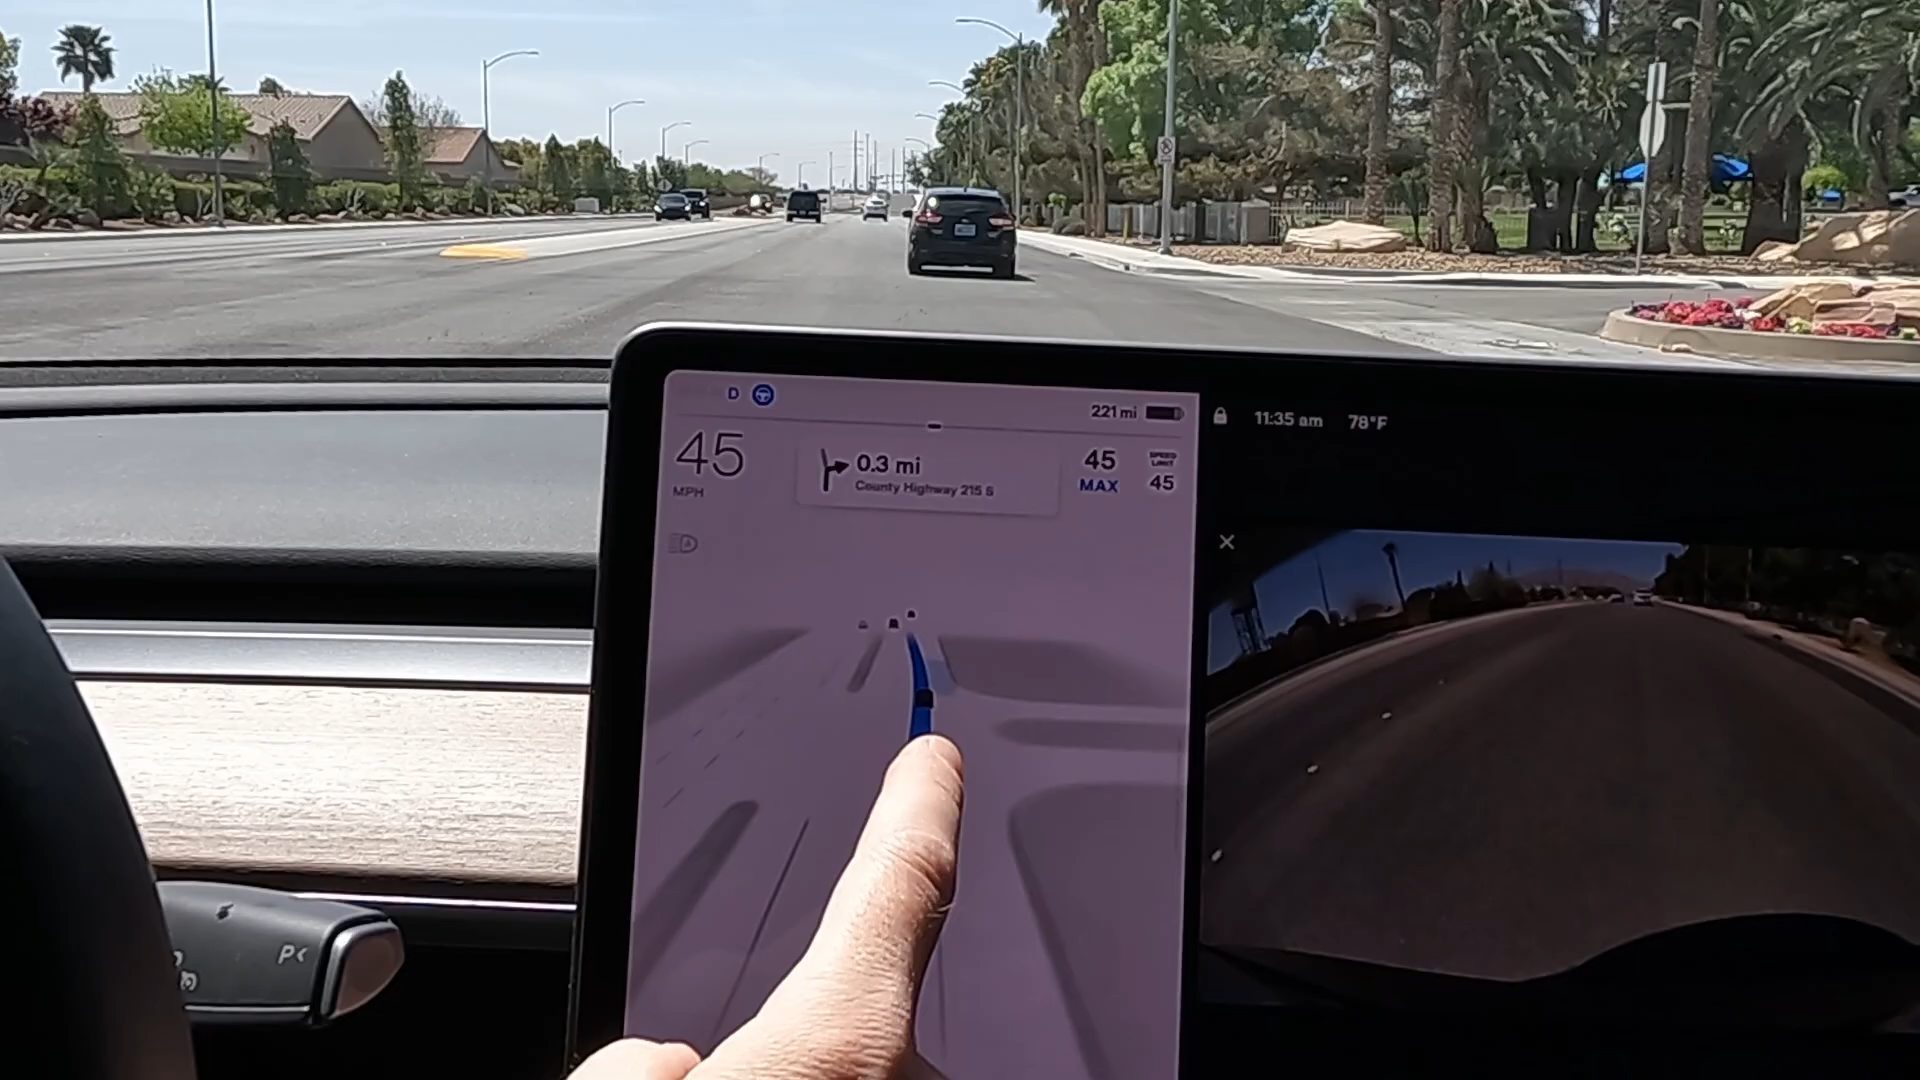 D
221 mi
11:35 am
78°F
45
MPH
0.3 mi
County Highway 215 S
45
MAX
SPEED
LIMIT
45
P